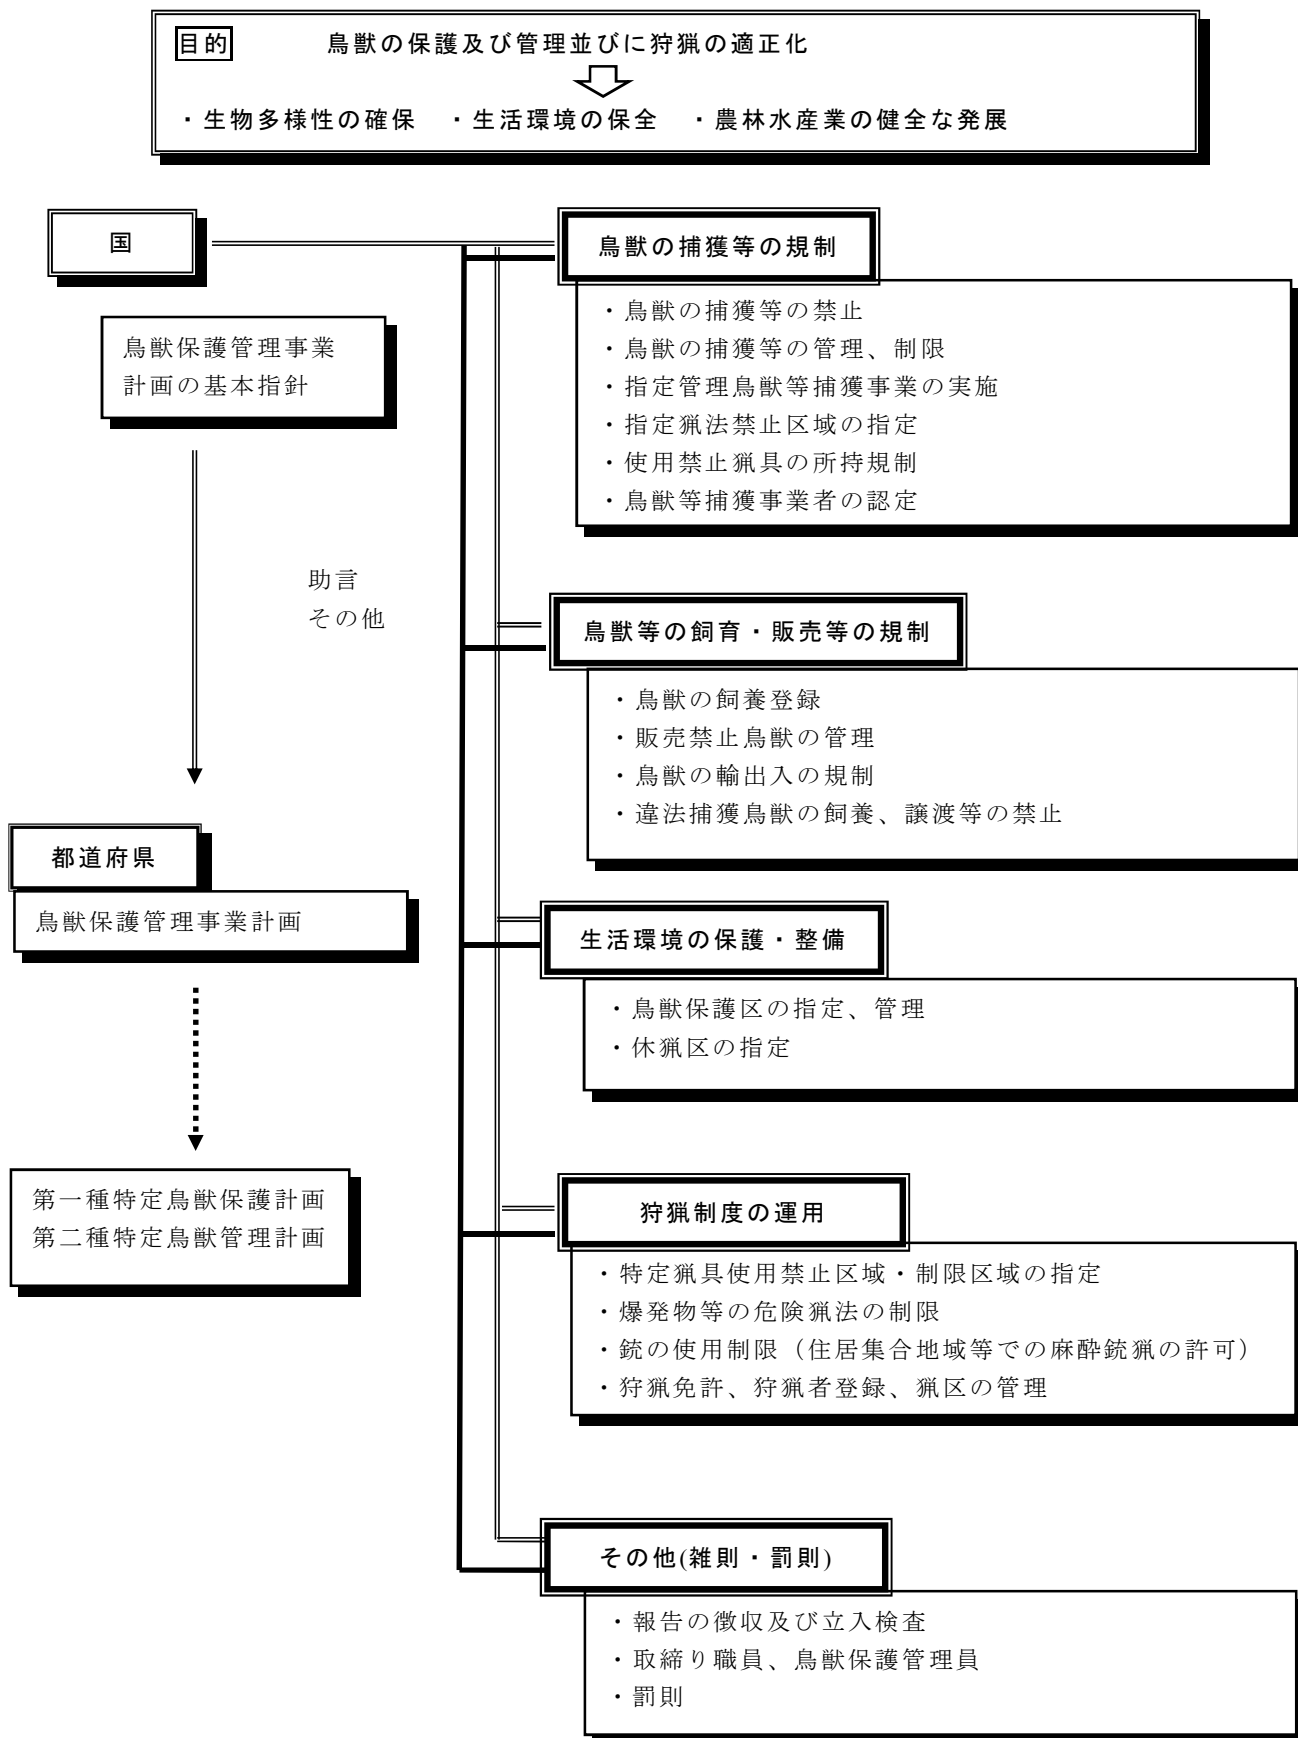 目的 鳥獣の保護及び管理並びに狩猟の適正化
・生物多様性の確保 ・生活環境の保全 ・農林水産業の健全な発展
国
鳥獣保護管理事業
計画の基本指針
助言
その他
都道府県
鳥獣保護管理事業計画
第一種特定鳥獣保護計画
第二種特定鳥獣管理計画
鳥獣の捕獲等の規制
・鳥獣の捕獲等の禁止
・鳥獣の捕獲等の管理、制限
・指定管理鳥獣等捕獲事業の実施
・指定猟法禁止区域の指定
・使用禁止猟具の所持規制
・鳥獣等捕獲事業者の認定
鳥獣等の飼育・販売等の規制
・鳥獣の飼養登録
・販売禁止鳥獣の管理
・鳥獣の輸出入の規制
・違法捕獲鳥獣の飼養、譲渡等の禁止
生活環境の保護・整備
・鳥獣保護区の指定、管理
・休猟区の指定
狩猟制度の運用
・特定猟具使用禁止区域・制限区域の指定
・爆発物等の危険猟法の制限
・銃の使用制限（住居集合地域等での麻酔銃猟の許可）
・狩猟免許、狩猟者登録、猟区の管理
その他(雑則・罰則)
・報告の徴収及び立入検査
・取締り職員、鳥獣保護管理員
・罰則